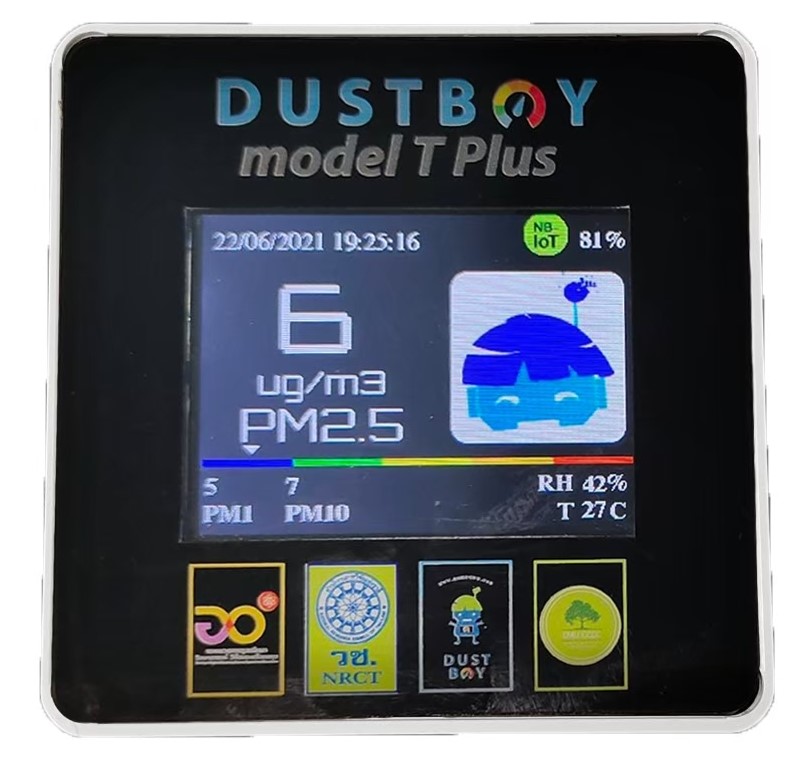 DUSTBOY
model T Plus
22/06/2021 19:25:16
NB
IoT
81%
6
ug/m3
PM2.5
5
7
RH 42%
PM1
PM10
T 27C
วช.
NRCT
DUST
BOY